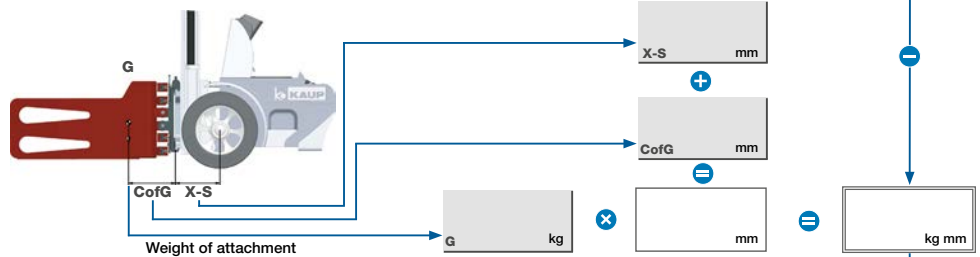 X-S mm
+
G
KAUP
CofG mm
=
CofG X-S
G kg × mm = kg mm
−
Weight of attachment